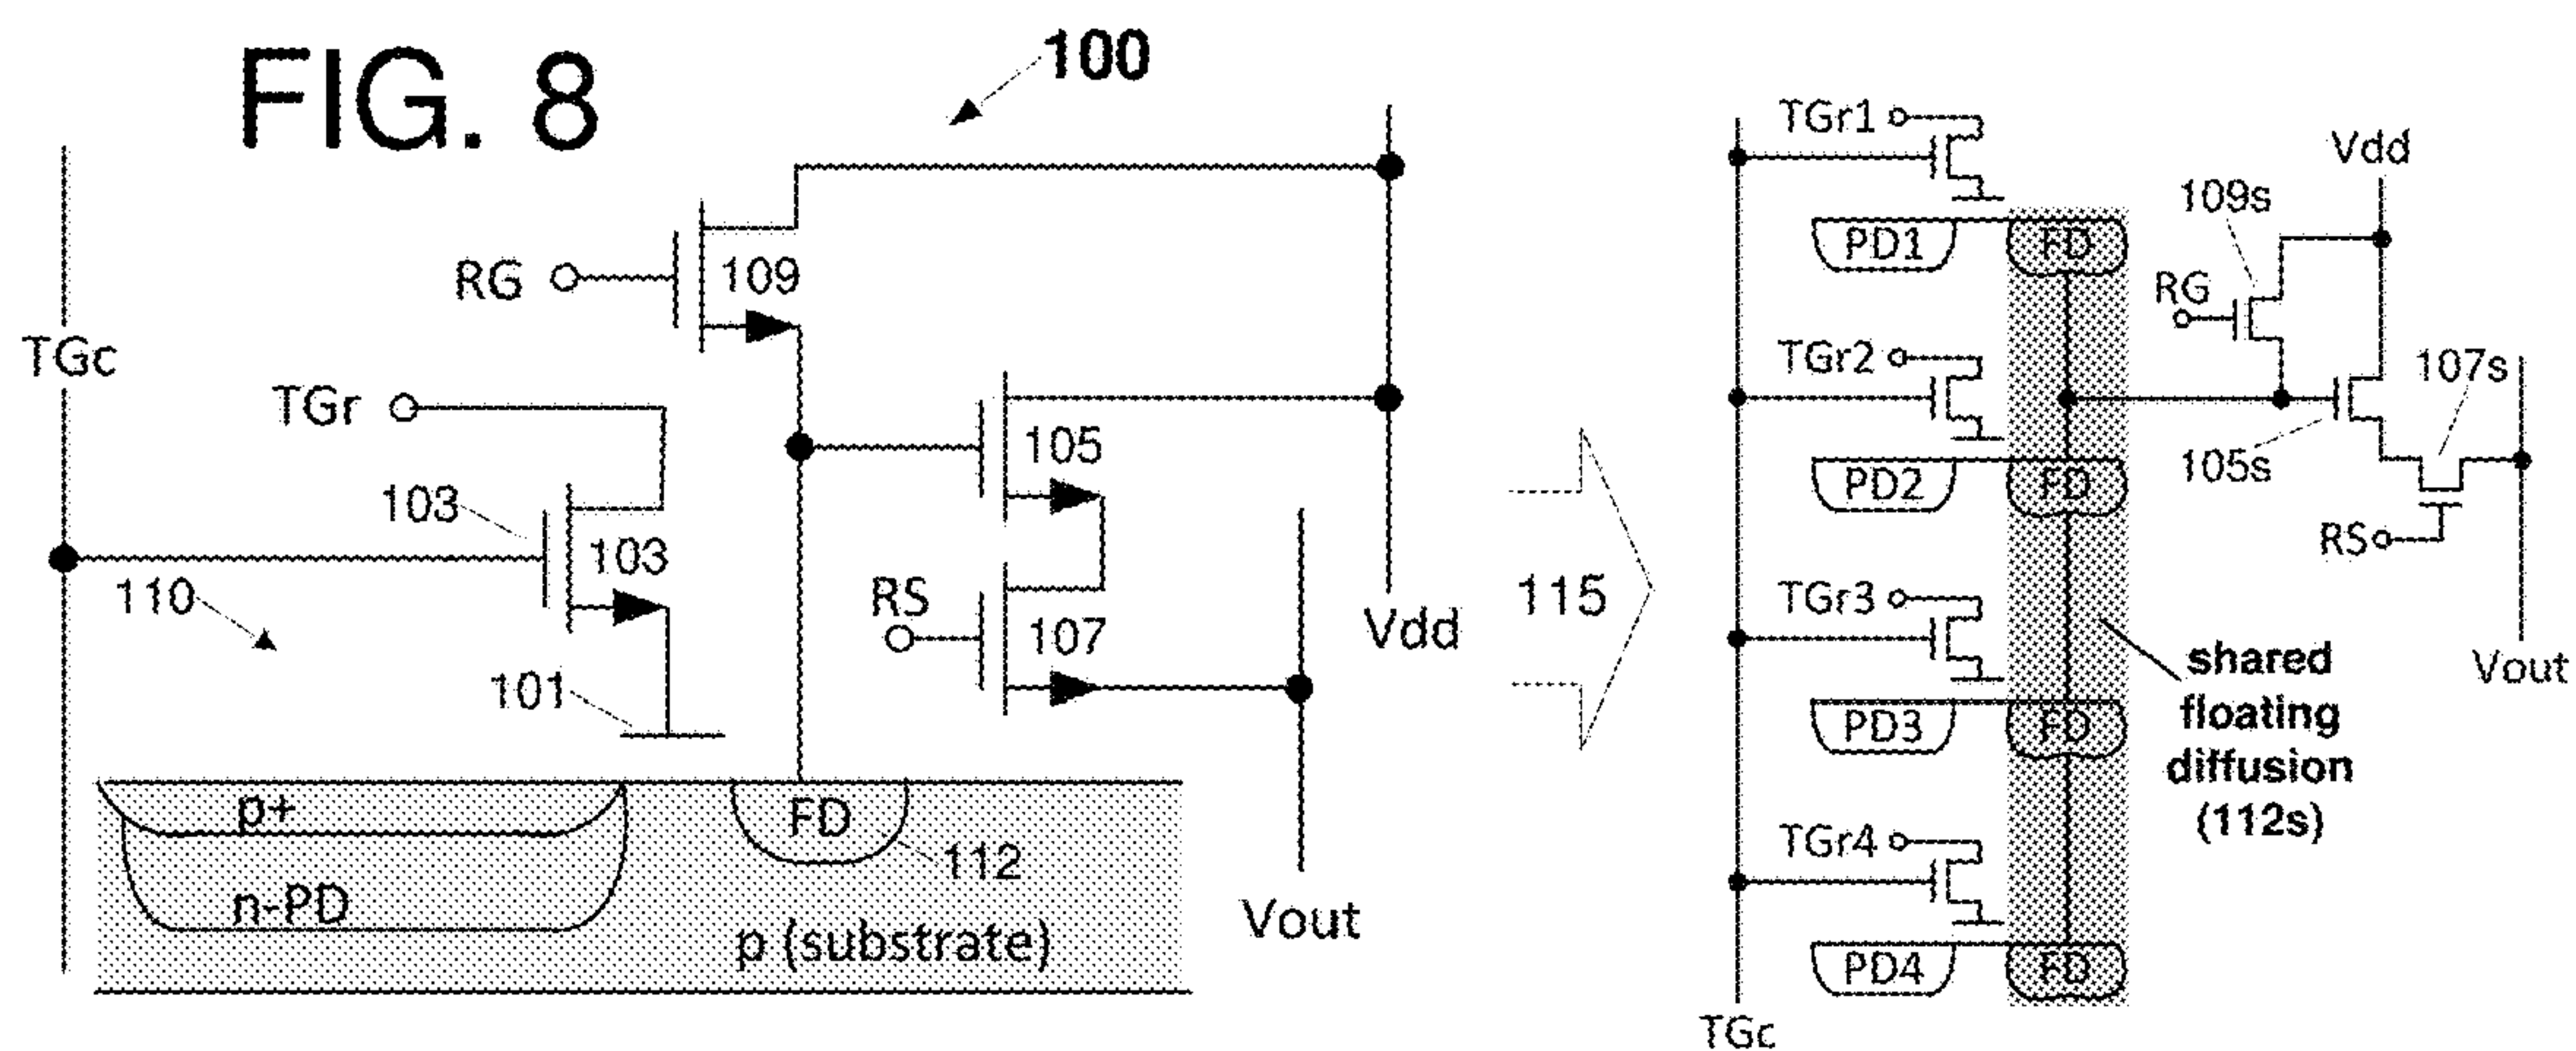 FIG. 8
100
TGc
RG
109
TGr
103
103
110
101
105
RS
107
Vdd
Vout
p+
n-PD
FD
112
p (substrate)
115
TGr1
PD1
FD
TGr2
PD2
FD
TGr3
PD3
FD
TGr4
PD4
FD
TGc
Vdd
109s
RG
107s
105s
RS
Vout
shared
floating
diffusion
(112s)